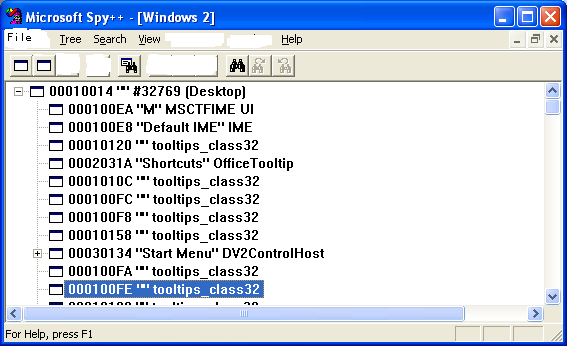 Microsoft Spy++ - [Windows 2]
File Tree Search View Help
00010014 "" #32769 (Desktop)
000100EA "M" MSCTFIME UI
000100E8 "Default IME" IME
00010120 "" tooltips_class32
0002031A "Shortcuts" OfficeTooltip
0001010C "" tooltips_class32
000100FC "" tooltips_class32
000100F8 "" tooltips_class32
00010158 "" tooltips_class32
00030134 "Start Menu" DV2ControlHost
000100FA "" tooltips_class32
000100FE "" tooltips_class32
"" tooltips_class32
For Help, press F1